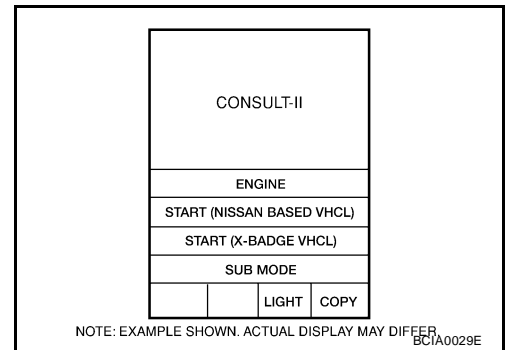 CONSULT-II
ENGINE
START (NISSAN BASED VHCL)
START (X-BADGE VHCL)
SUB MODE
LIGHT COPY
NOTE: EXAMPLE SHOWN. ACTUAL DISPLAY MAY DIFFER.
BCIA0029E